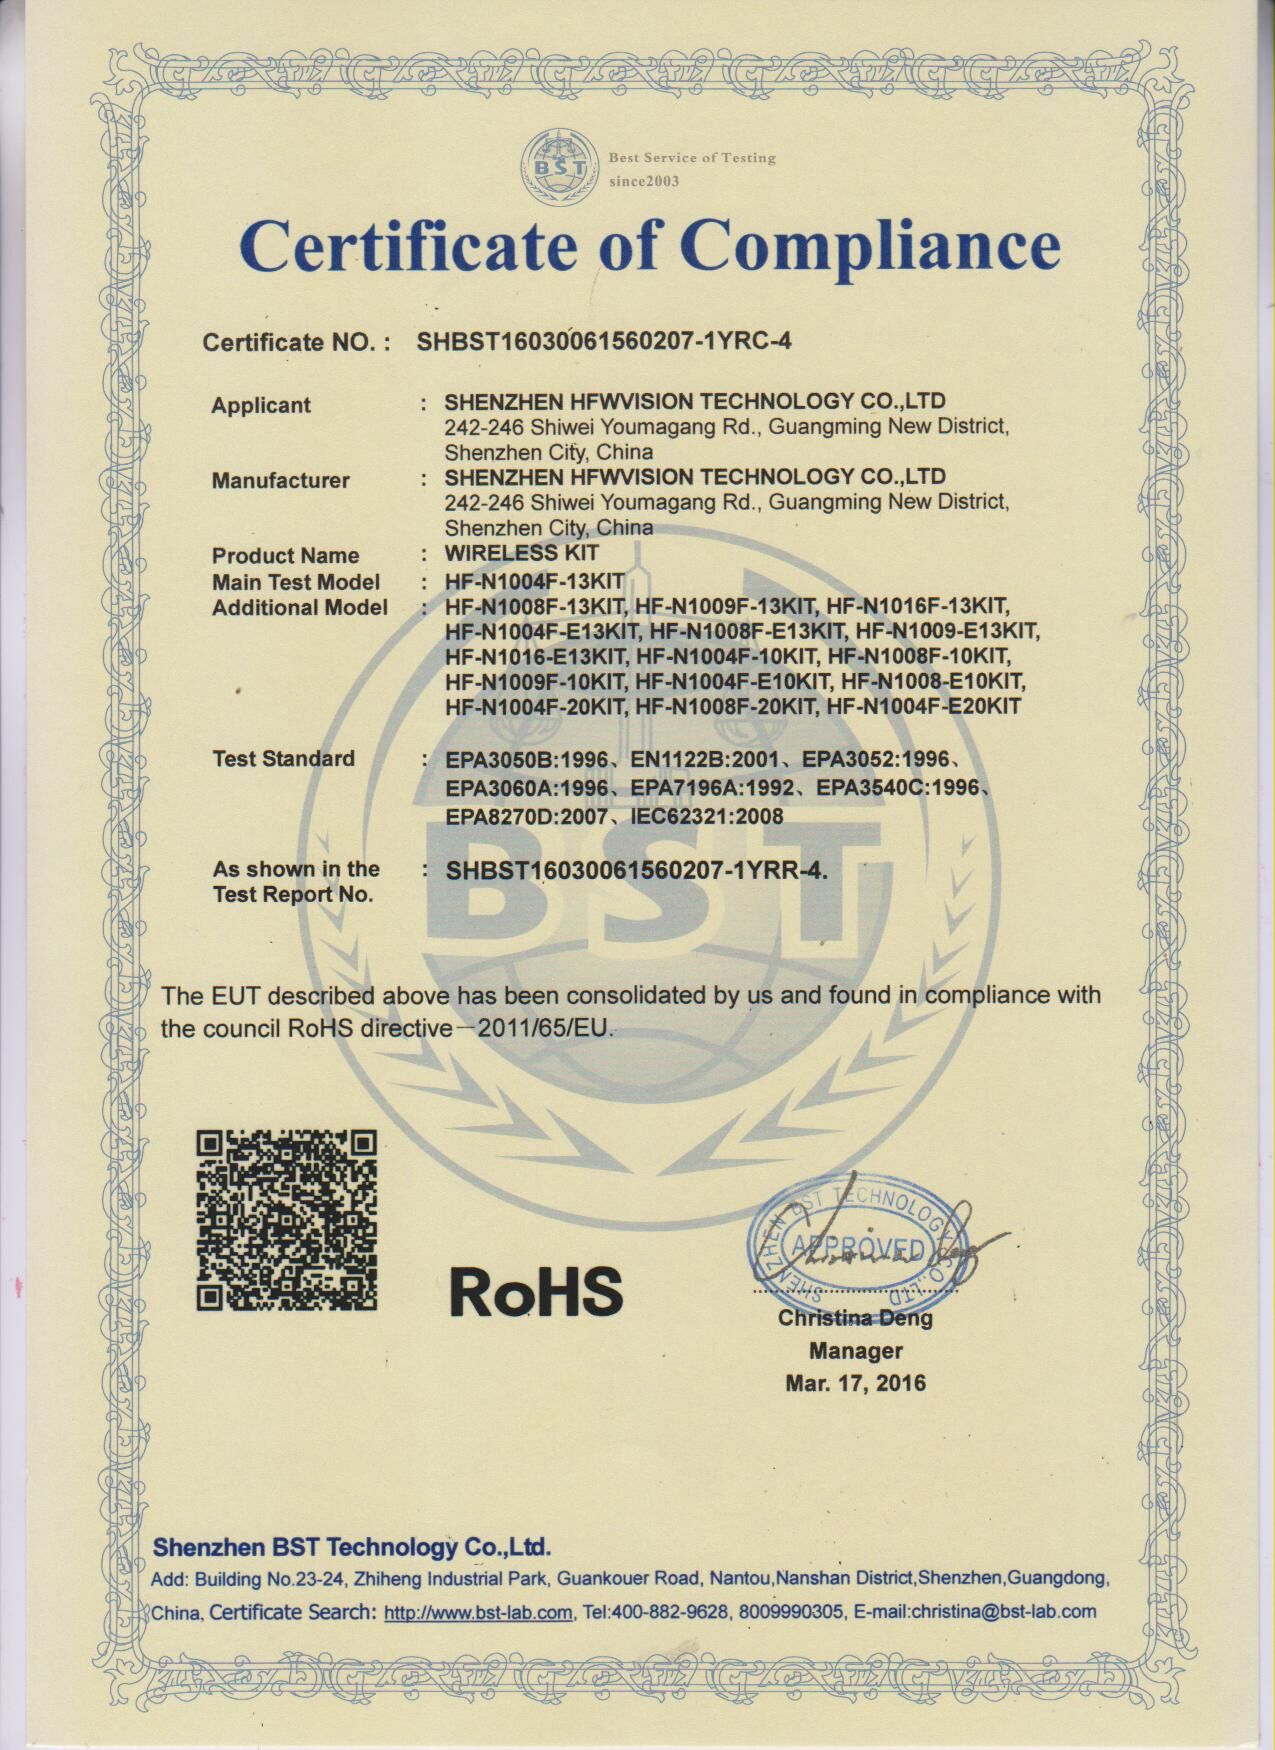 BST
Best Service of Testing
since2003
Certificate of Compliance
Certificate NO. : SHBST16030061560207-1YRC-4
Applicant : SHENZHEN HFWVISION TECHNOLOGY CO.,LTD
242-246 Shiwei Youmagang Rd., Guangming New District,
Shenzhen City, China
Manufacturer : SHENZHEN HFWVISION TECHNOLOGY CO.,LTD
242-246 Shiwei Youmagang Rd., Guangming New District,
Shenzhen City, China
Product Name : WIRELESS KIT
Main Test Model : HF-N1004F-13KIT
Additional Model : HF-N1008F-13KIT, HF-N1009F-13KIT, HF-N1016F-13KIT,
HF-N1004F-E13KIT, HF-N1008F-E13KIT, HF-N1009-E13KIT,
HF-N1016-E13KIT, HF-N1004F-10KIT, HF-N1008F-10KIT,
HF-N1009F-10KIT, HF-N1004F-E10KIT, HF-N1008-E10KIT,
HF-N1004F-20KIT, HF-N1008F-20KIT, HF-N1004F-E20KIT
Test Standard : EPA3050B:1996、EN1122B:2001、EPA3052:1996、
EPA3060A:1996、EPA7196A:1992、EPA3540C:1996、
EPA8270D:2007、IEC62321:2008
BST
As shown in the : SHBST16030061560207-1YRR-4.
Test Report No.
The EUT described above has been consolidated by us and found in compliance with
the council RoHS directive—2011/65/EU.
SHENZHEN BST TECHNOLOGY CO.,LTD
APPROVED
RoHS
Christina Deng
Manager
Mar. 17, 2016
Shenzhen BST Technology Co.,Ltd.
Add: Building No.23-24, Zhiheng Industrial Park, Guankouer Road, Nantou,Nanshan District,Shenzhen,Guangdong,
China, Certificate Search: http://www.bst-lab.com, Tel:400-882-9628, 8009990305, E-mail:christina@bst-lab.com